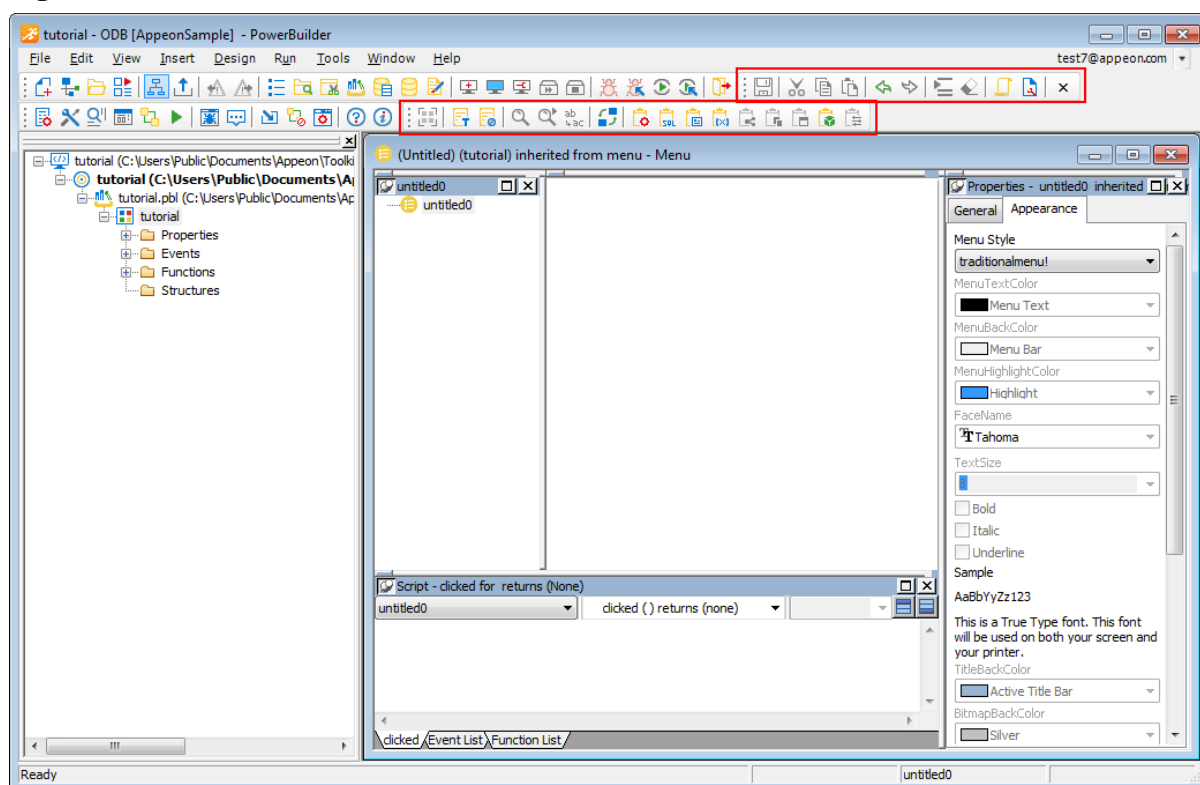 tutorial - ODB [AppeonSample] - PowerBuilder
File Edit View Insert Design Run Tools Window Help
test7@appeon.com
tutorial (C:\Users\Public\Documents\Appeon\Toolki
tutorial (C:\Users\Public\Documents\A
tutorial.pbl (C:\Users\Public\Documents\Ap
tutorial
Properties
Events
Functions
Structures
(Untitled) (tutorial) inherited from menu - Menu
untitled0
untitled0
Properties - untitled0 inherited
General Appearance
Menu Style
traditionalmenu!
MenuTextColor
Menu Text
MenuBackColor
Menu Bar
MenuHighlightColor
Highlight
FaceName
Tahoma
TextSize
8
Bold
Italic
Underline
Sample
AaBbYyZz123
This is a True Type font. This font
will be used on both your screen and
your printer.
TitleBackColor
Active Title Bar
BitmapBackColor
Silver
Script - clicked for returns (None)
untitled0 clicked ( ) returns (none)
clicked Event List Function List
Ready
untitled0